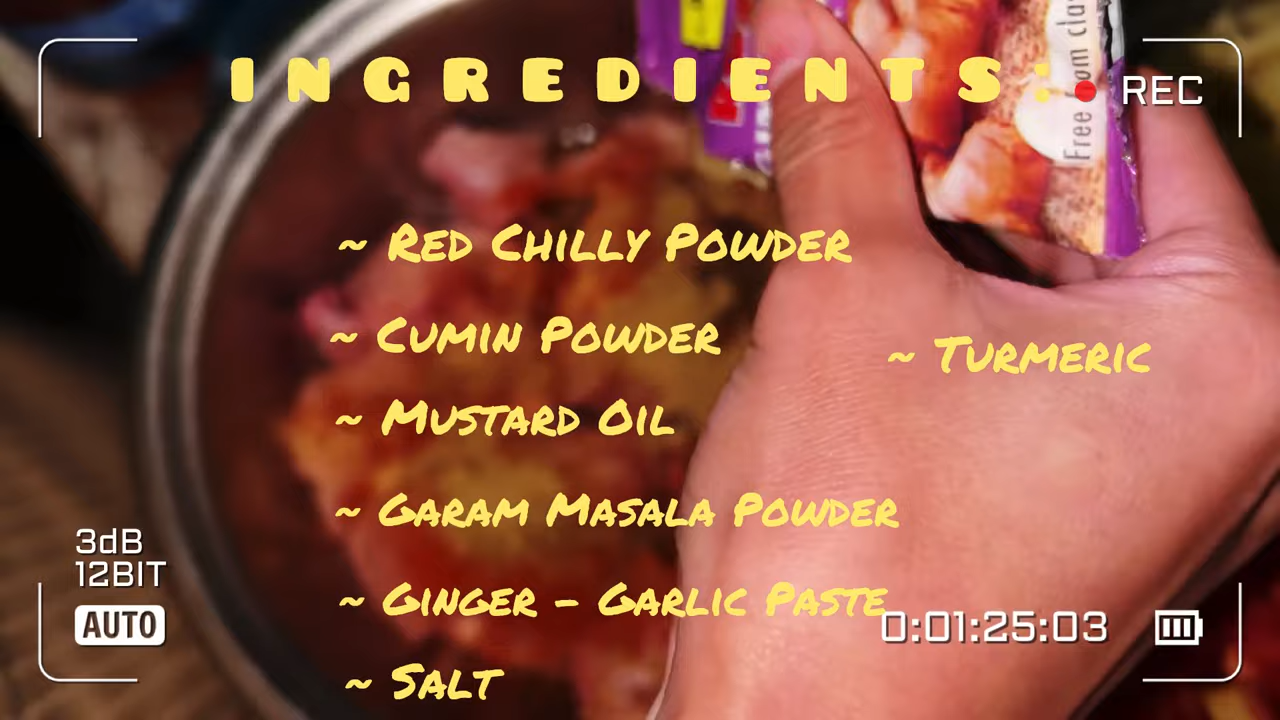 INGREDIENTS:
REC
~ Red Chilly Powder
~ Cumin Powder
~ Turmeric
~ Mustard Oil
~ Garam Masala Powder
~ Ginger - Garlic Paste
~ Salt
3dB
12BIT
AUTO
0:01:25:03
Free